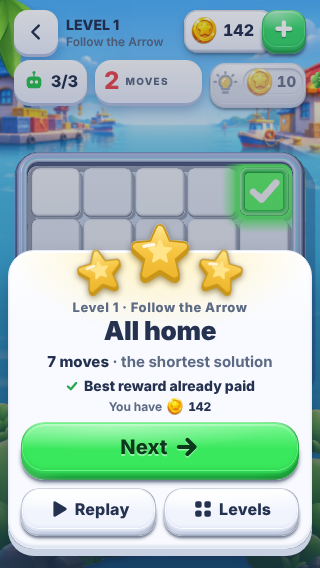 LEVEL 1
Follow the Arrow
142
3/3
2 MOVES
10
Level 1 · Follow the Arrow
All home
7 moves · the shortest solution
Best reward already paid
You have 142
Next
Replay
Levels